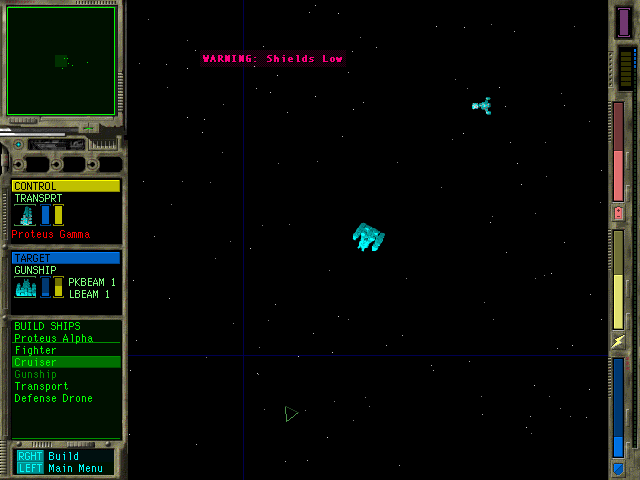 WARNING: Shields Low
CONTROL
TRANSPRT
Proteus Gamma
TARGET
GUNSHIP
PKBEAM 1
LBEAM 1
BUILD SHIPS
Proteus Alpha
Fighter
Cruiser
Gunship
Transport
Defense Drone
RGHT Build
LEFT Main Menu